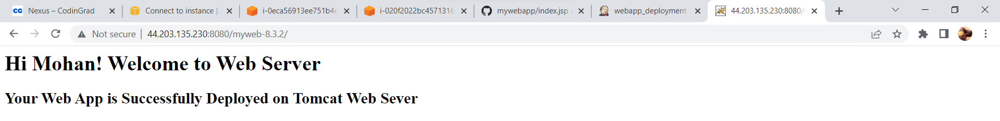 Nexus – CodinGrad
Connect to instance |
i-0eca56913ee751b4c
i-020f2022bc4571316
mywebapp/index.jsp a
webapp_deployment
44.203.135.230:8080/
Not secure | 44.203.135.230:8080/myweb-8.3.2/
Hi Mohan! Welcome to Web Server
Your Web App is Successfully Deployed on Tomcat Web Sever